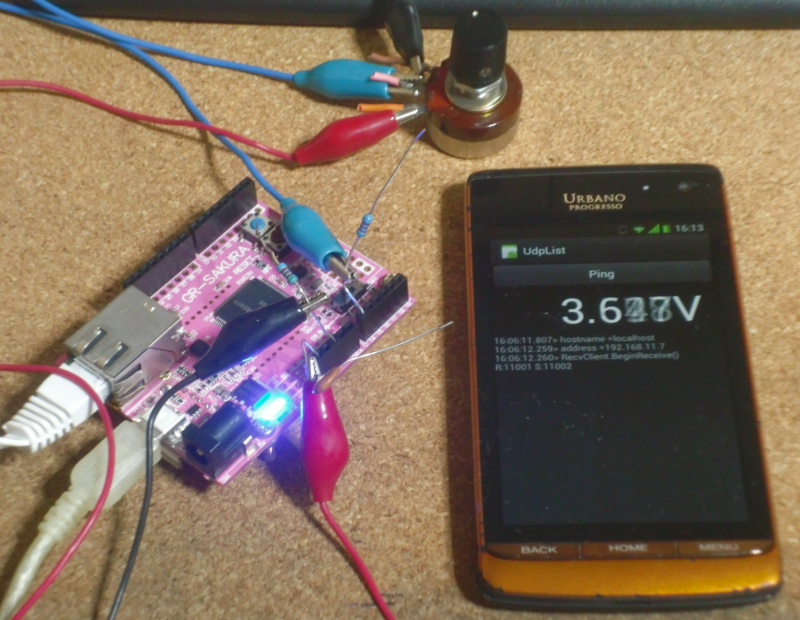 GR-SAKURA
RESET
URBANO
PROGRESSO
16:13
UdpList
Ping
16:06:11.807> hostname =localhost
16:06:12.259> address =192.168.11.7
16:06:12.260> RecvClient.BeginReceive()
R:11001 S:11002
BACK HOME MENU